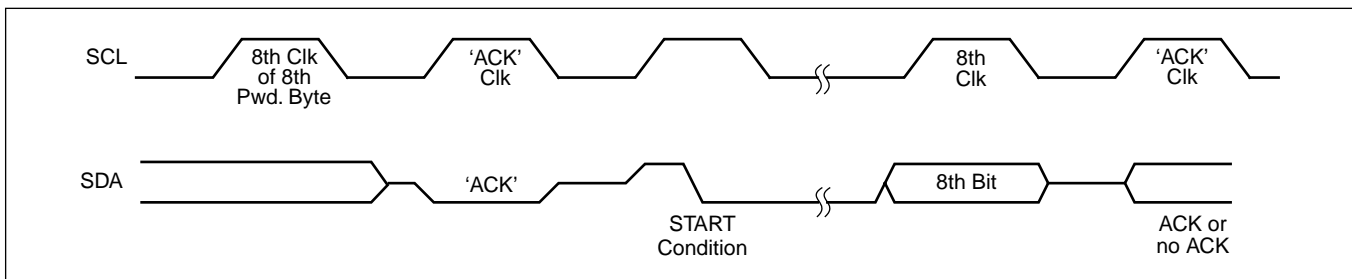 SCL
8th Clk
of 8th
Pwd. Byte
‘ACK’
Clk
8th
Clk
‘ACK’
Clk
SDA
‘ACK’
START
Condition
8th Bit
ACK or
no ACK